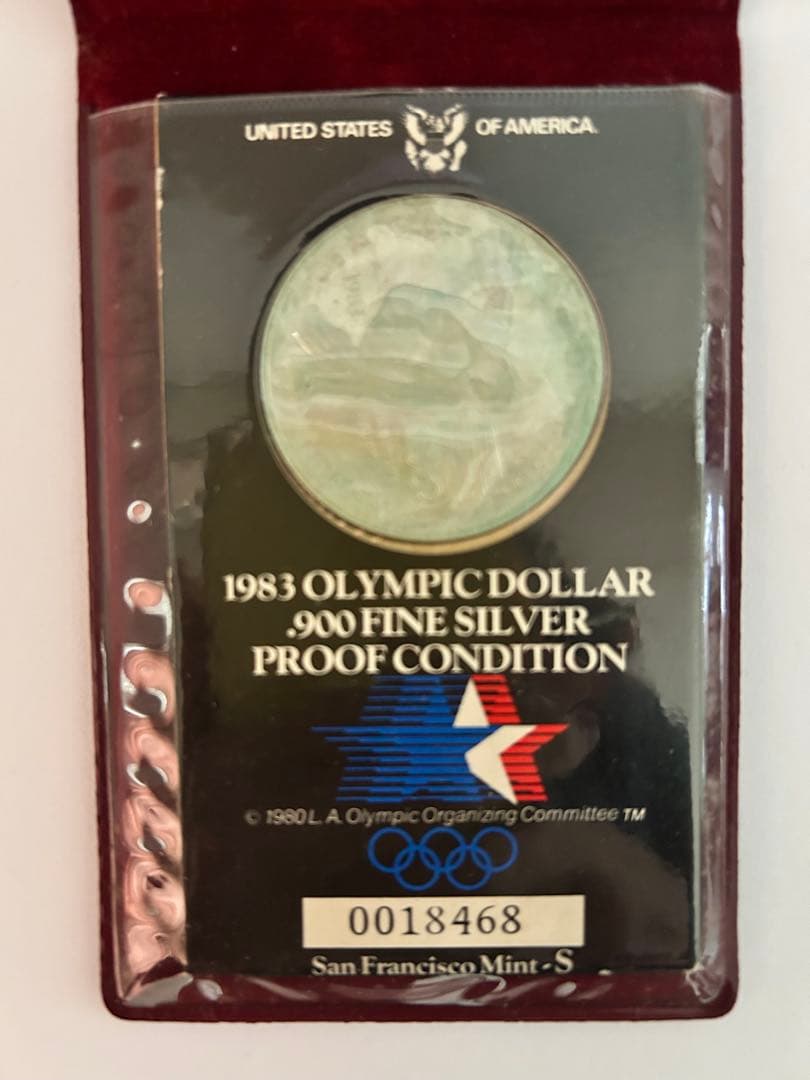 UNITED STATES OF AMERICA
1983 OLYMPIC DOLLAR
.900 FINE SILVER
PROOF CONDITION
© 1980 L. A. Olympic Organizing Committee TM
0018468
San Francisco Mint - S